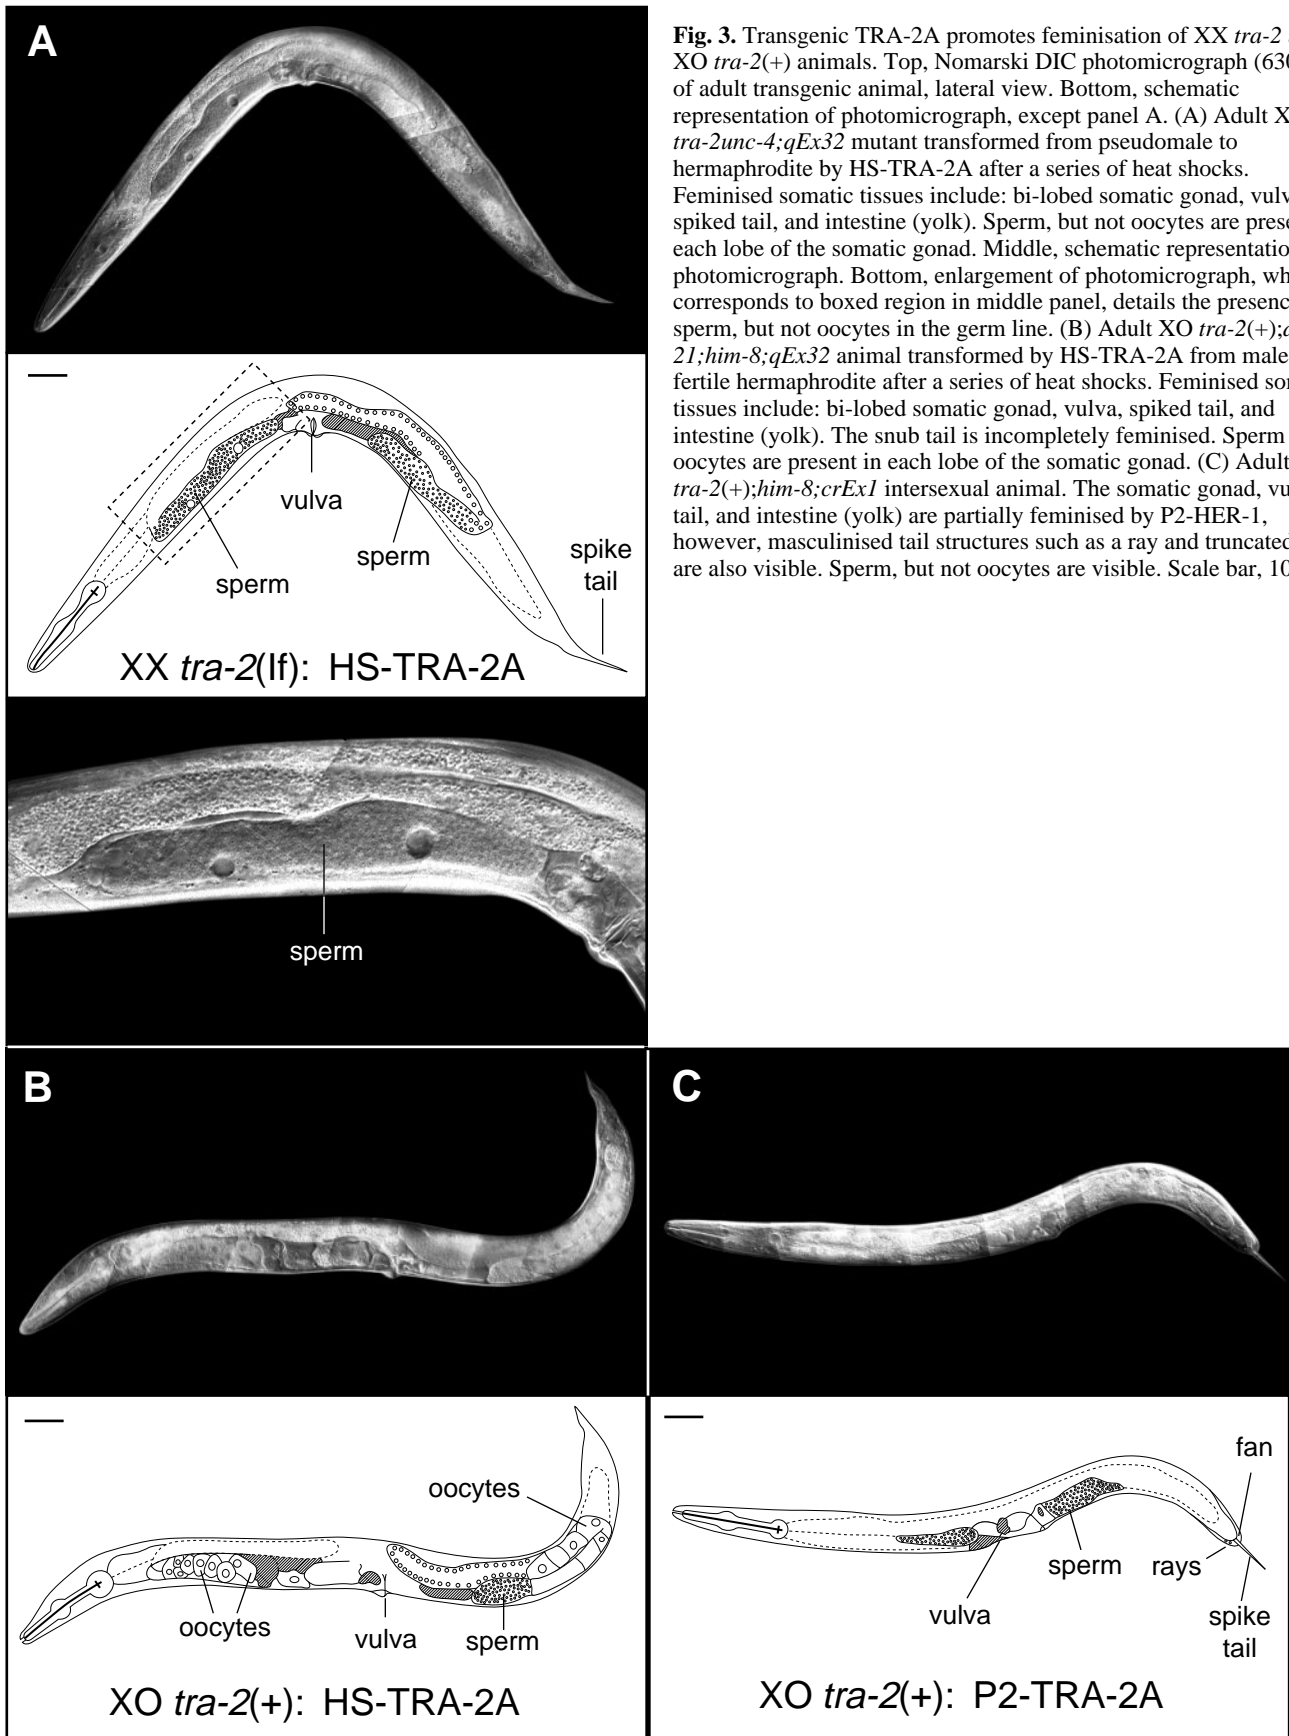 A
Fig. 3. Transgenic TRA-2A promotes feminisation of XX tra-2
XO tra-2(+) animals. Top, Nomarski DIC photomicrograph (630
of adult transgenic animal, lateral view. Bottom, schematic
representation of photomicrograph, except panel A. (A) Adult X
tra-2unc-4;qEx32 mutant transformed from pseudomale to
hermaphrodite by HS-TRA-2A after a series of heat shocks.
Feminised somatic tissues include: bi-lobed somatic gonad, vulv
spiked tail, and intestine (yolk). Sperm, but not oocytes are prese
each lobe of the somatic gonad. Middle, schematic representatio
photomicrograph. Bottom, enlargement of photomicrograph, wh
corresponds to boxed region in middle panel, details the presenc
sperm, but not oocytes in the germ line. (B) Adult XO tra-2(+);
21;him-8;qEx32 animal transformed by HS-TRA-2A from male
fertile hermaphrodite after a series of heat shocks. Feminised som
tissues include: bi-lobed somatic gonad, vulva, spiked tail, and
intestine (yolk). The snub tail is incompletely feminised. Sperm
oocytes are present in each lobe of the somatic gonad. (C) Adult
tra-2(+);him-8;crEx1 intersexual animal. The somatic gonad, vu
tail, and intestine (yolk) are partially feminised by P2-HER-1,
however, masculinised tail structures such as a ray and truncated
are also visible. Sperm, but not oocytes are visible. Scale bar, 10
vulva
sperm
sperm
spike
tail
XX tra-2(lf): HS-TRA-2A
sperm
B
C
oocytes
oocytes
vulva
sperm
XO tra-2(+): HS-TRA-2A
fan
sperm
rays
vulva
spike
tail
XO tra-2(+): P2-TRA-2A